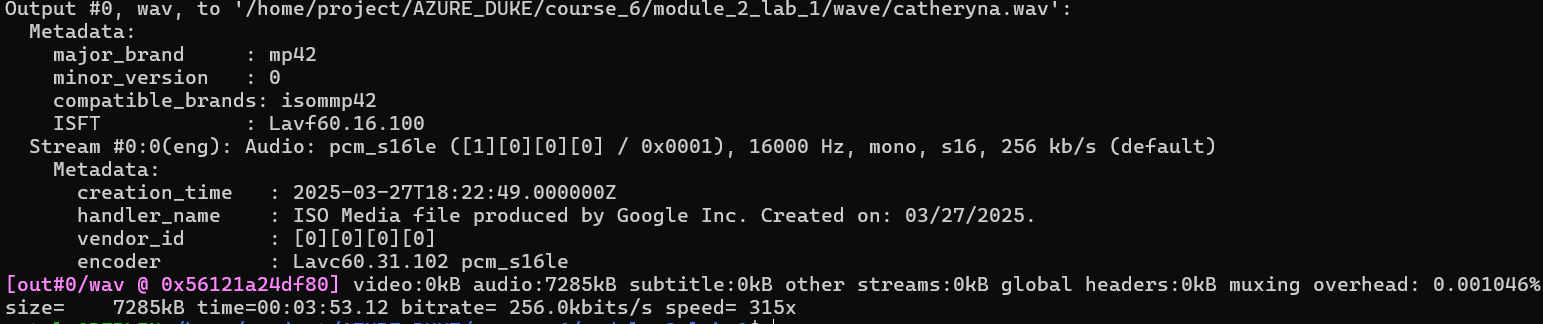 Output #0, wav, to '/home/project/AZURE_DUKE/course_6/module_2_lab_1/wave/catheryna.wav':
  Metadata:
    major_brand     : mp42
    minor_version   : 0
    compatible_brands: isommp42
    ISFT            : Lavf60.16.100
  Stream #0:0(eng): Audio: pcm_s16le ([1][0][0][0] / 0x0001), 16000 Hz, mono, s16, 256 kb/s (default)
    Metadata:
      creation_time   : 2025-03-27T18:22:49.000000Z
      handler_name    : ISO Media file produced by Google Inc. Created on: 03/27/2025.
      vendor_id       : [0][0][0][0]
      encoder         : Lavc60.31.102 pcm_s16le
[out#0/wav @ 0x56121a24df80] video:0kB audio:7285kB subtitle:0kB other streams:0kB global headers:0kB muxing overhead: 0.001046%
size=    7285kB time=00:03:53.12 bitrate= 256.0kbits/s speed= 315x